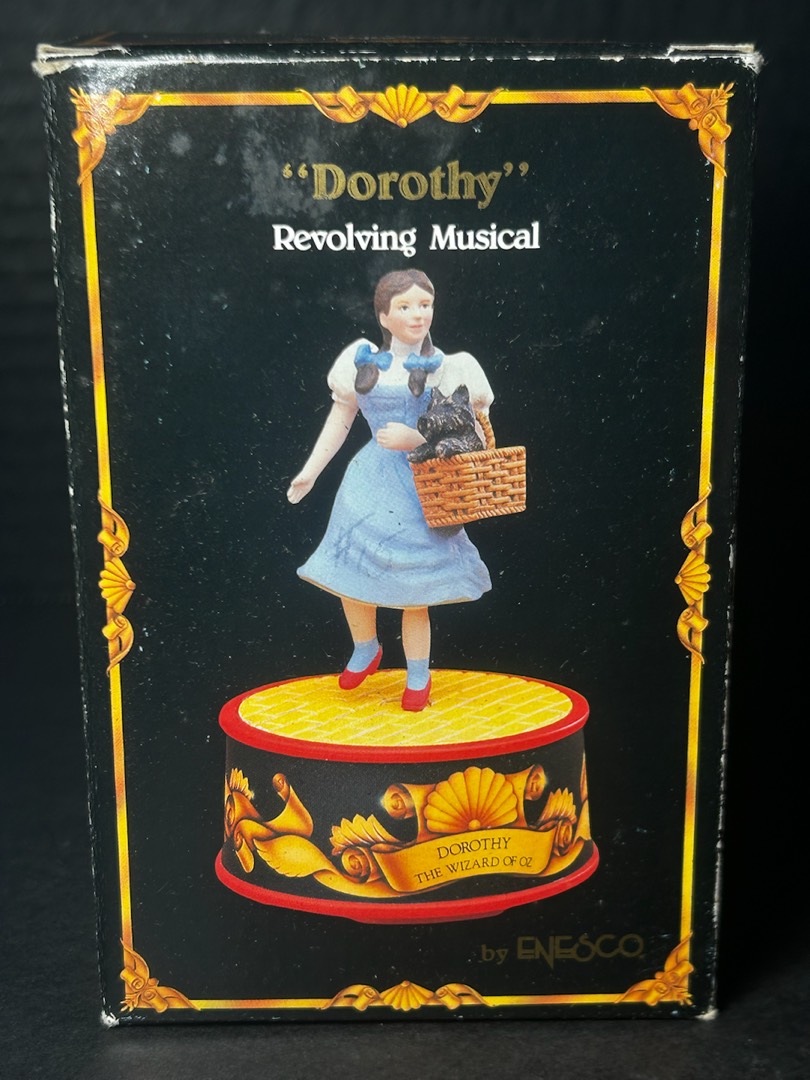 “Dorothy”
Revolving Musical
DOROTHY
THE WIZARD OF OZ
by ENESCO